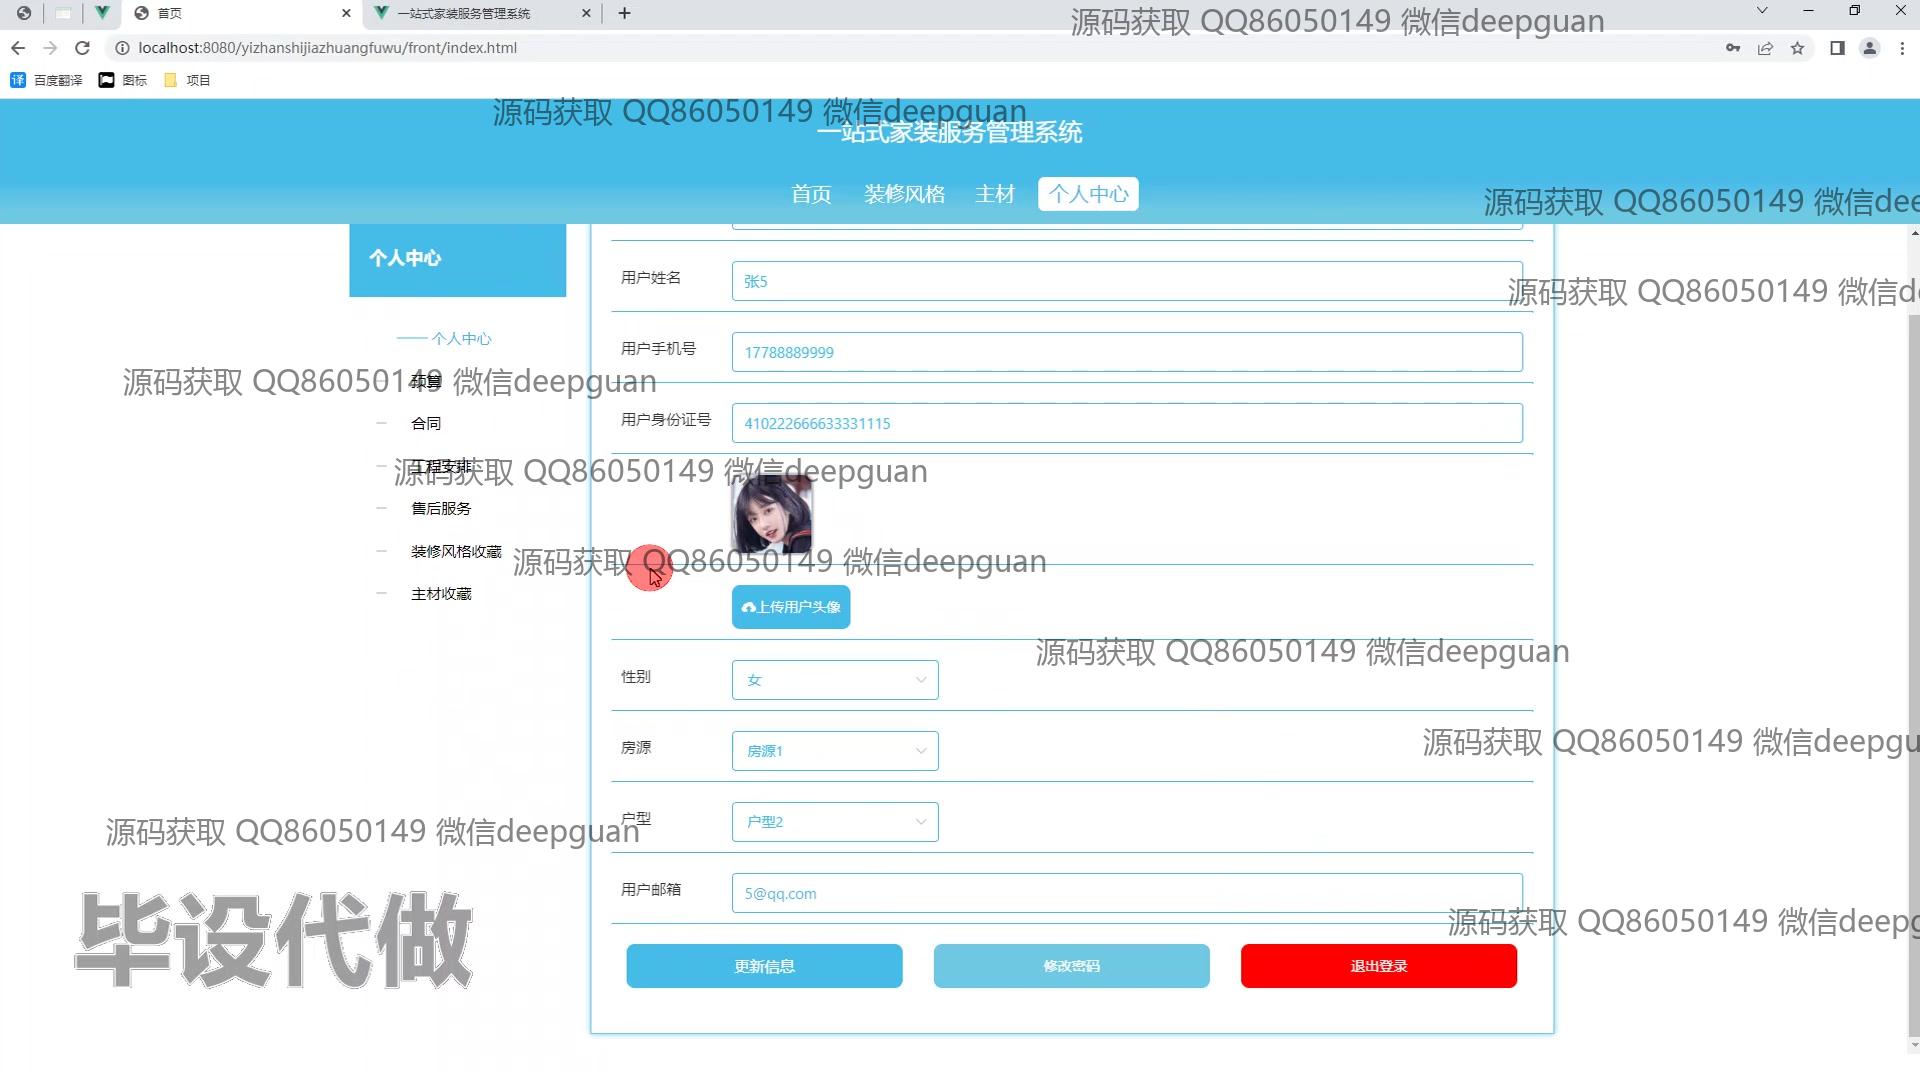 首页
一站式家装服务管理系统
源码获取 QQ86050149 微信deepguan
localhost:8080/yizhanshijiazhuangfuwu/front/index.html
百度翻译 图标 项目
源码获取 QQ86050149 微信deepguan
一站式家装服务管理系统
首页 装修风格 主材 个人中心
源码获取 QQ86050149 微信dee
个人中心
用户姓名 张5
源码获取 QQ86050149 微信d
个人中心
用户手机号 17788889999
源码获取 QQ86050149 微信deepguan
合同
用户身份证号 410222666633331115
工程安排
源码获取 QQ86050149 微信deepguan
售后服务
装修风格收藏
源码获取 QQ86050149 微信deepguan
主材收藏
上传用户头像
源码获取 QQ86050149 微信deepguan
性别 女
房源 房源1
源码获取 QQ86050149 微信deepgu
户型 户型2
源码获取 QQ86050149 微信deepguan
用户邮箱 5@qq.com
源码获取 QQ86050149 微信deepg
毕设代做
更新信息 修改密码 退出登录